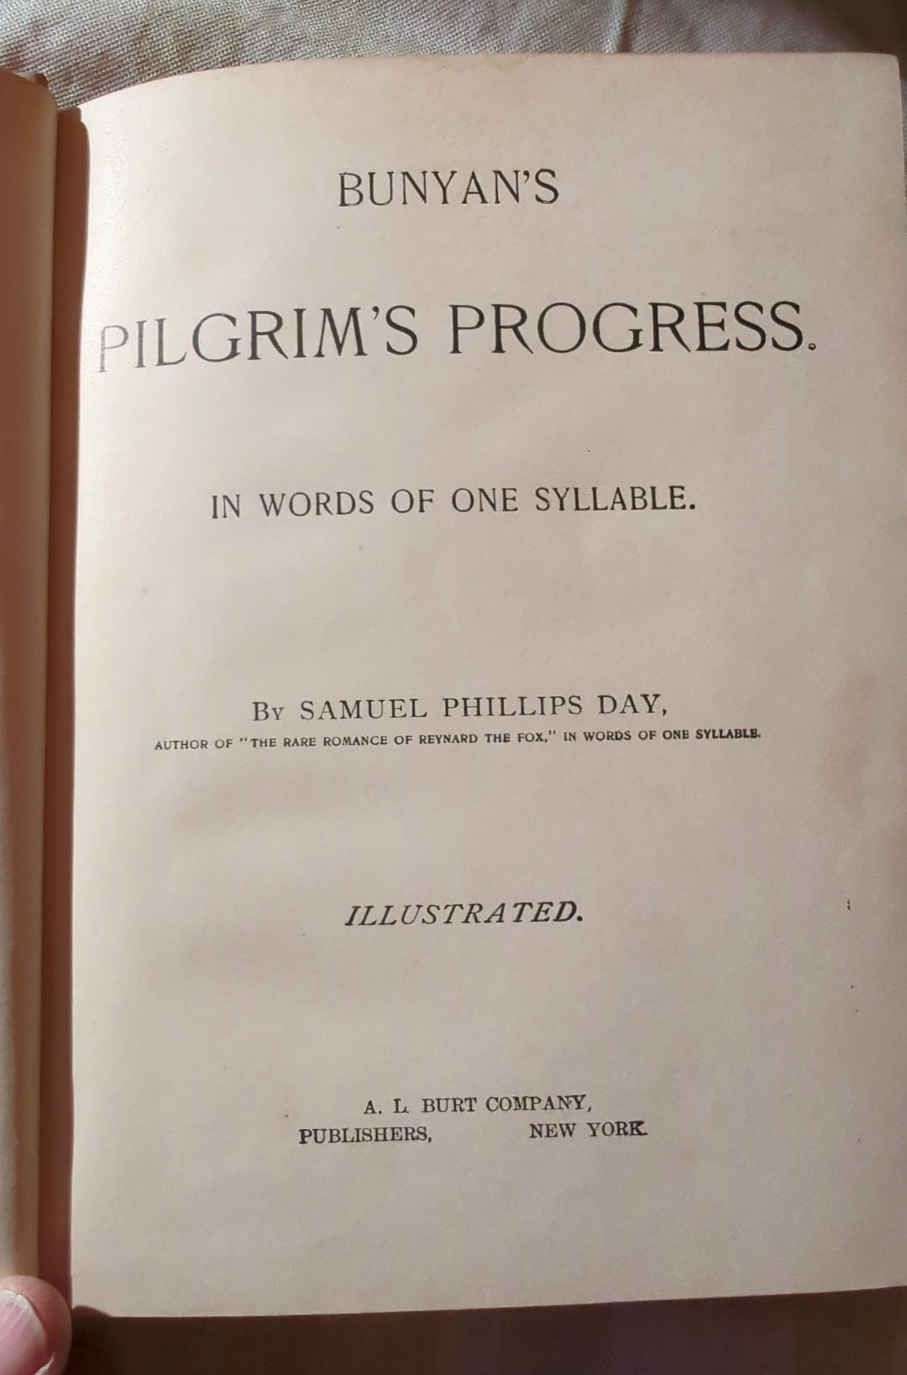 BUNYAN'S
PILGRIM'S PROGRESS.
IN WORDS OF ONE SYLLABLE.
By SAMUEL PHILLIPS DAY,
AUTHOR OF "THE RARE ROMANCE OF REYNARD THE FOX," IN WORDS OF ONE SYLLABLE.
ILLUSTRATED.
A. L. BURT COMPANY,
PUBLISHERS, NEW YORK.